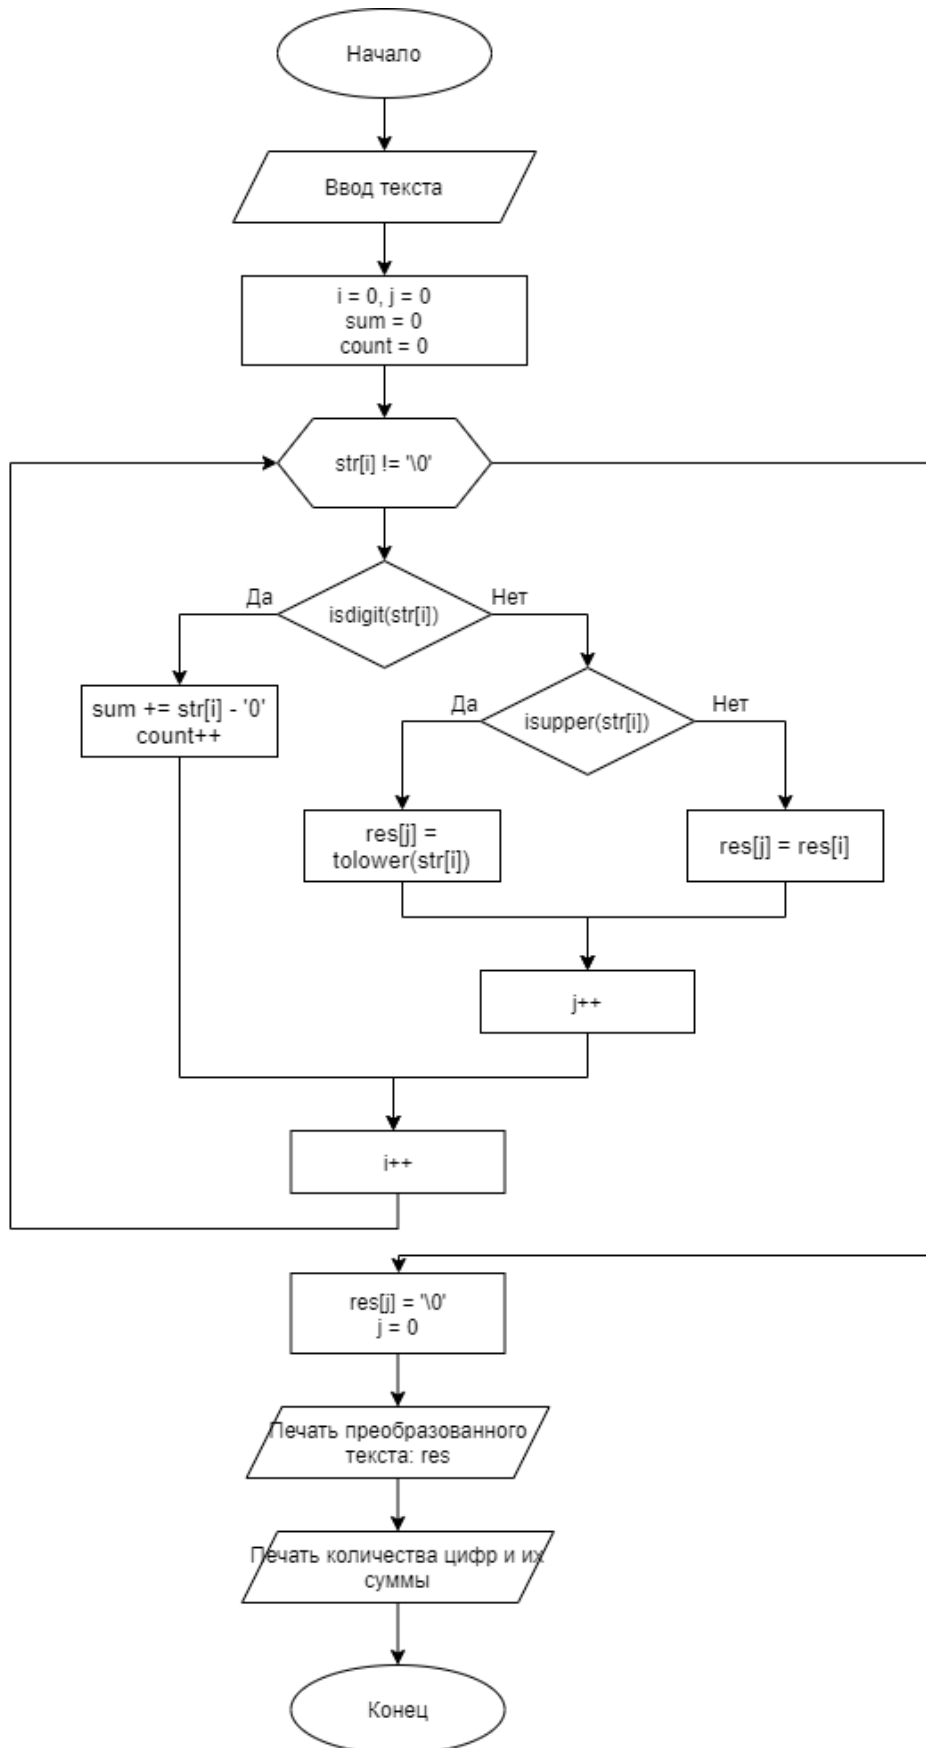 Начало
Ввод текста
i = 0, j = 0
sum = 0
count = 0
str[i] != '\0'
Да
isdigit(str[i])
Нет
sum += str[i] - '0'
count++
Да
isupper(str[i])
Нет
res[j] =
tolower(str[i])
res[j] = res[i]
j++
i++
res[j] = '\0'
j = 0
Печать преобразованного
текста: res
Печать количества цифр и их
суммы
Конец